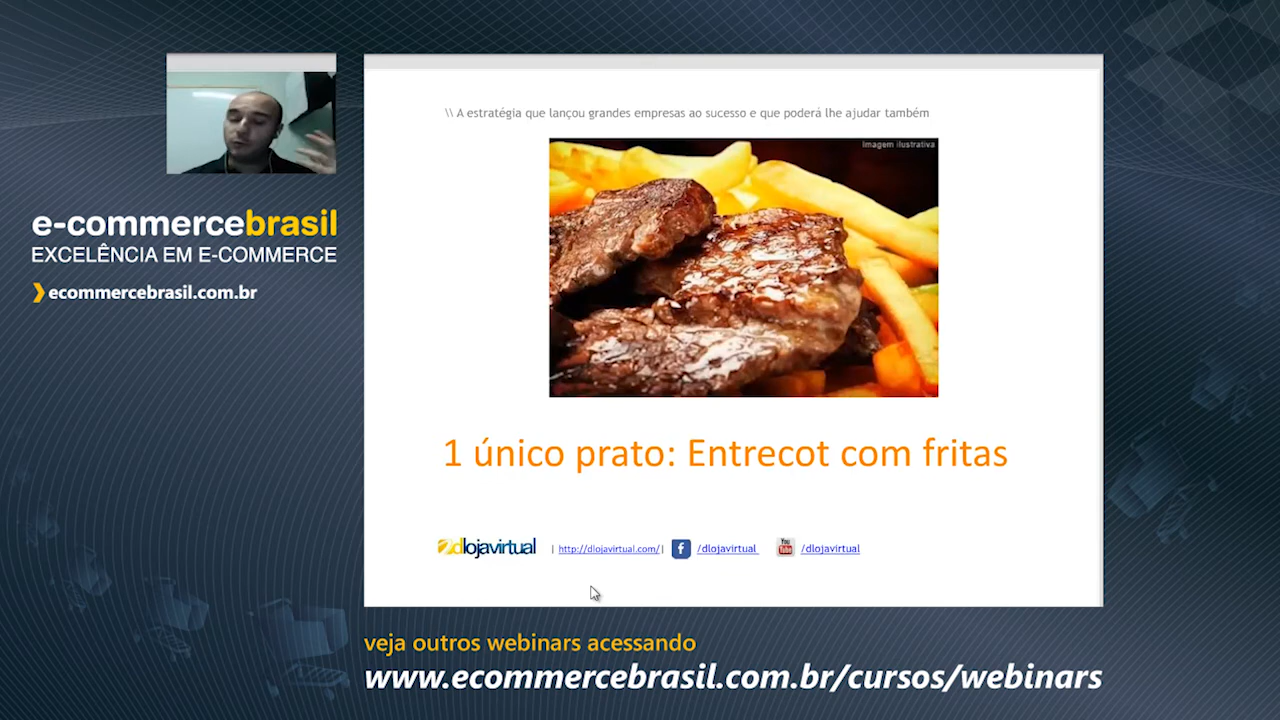 e-commercebrasil
EXCELÊNCIA EM E-COMMERCE
ecommercebrasil.com.br
\\ A estratégia que lançou grandes empresas ao sucesso e que poderá lhe ajudar também
Imagem ilustrativa
1 único prato: Entrecot com fritas
dlojavirtual | http://dlojavirtual.com/| f /dlojavirtual You Tube /dlojavirtual
veja outros webinars acessando
www.ecommercebrasil.com.br/cursos/webinars